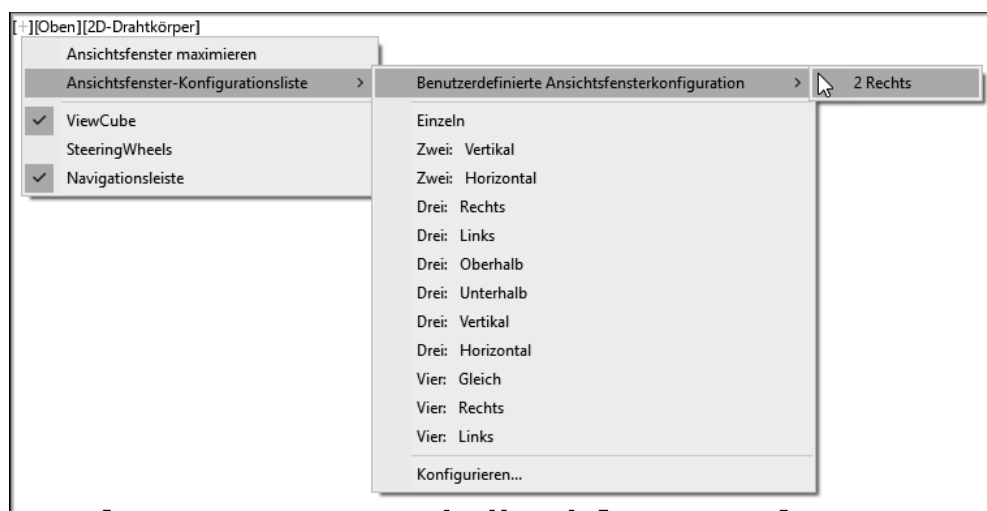 [+][Oben][2D-Drahtkörper]
Ansichtsfenster maximieren
Ansichtsfenster-Konfigurationsliste >
ViewCube
SteeringWheels
Navigationsleiste
Benutzerdefinierte Ansichtsfensterkonfiguration >
Einzeln
Zwei: Vertikal
Zwei: Horizontal
Drei: Rechts
Drei: Links
Drei: Oberhalb
Drei: Unterhalb
Drei: Vertikal
Drei: Horizontal
Vier: Gleich
Vier: Rechts
Vier: Links
Konfigurieren...
2 Rechts